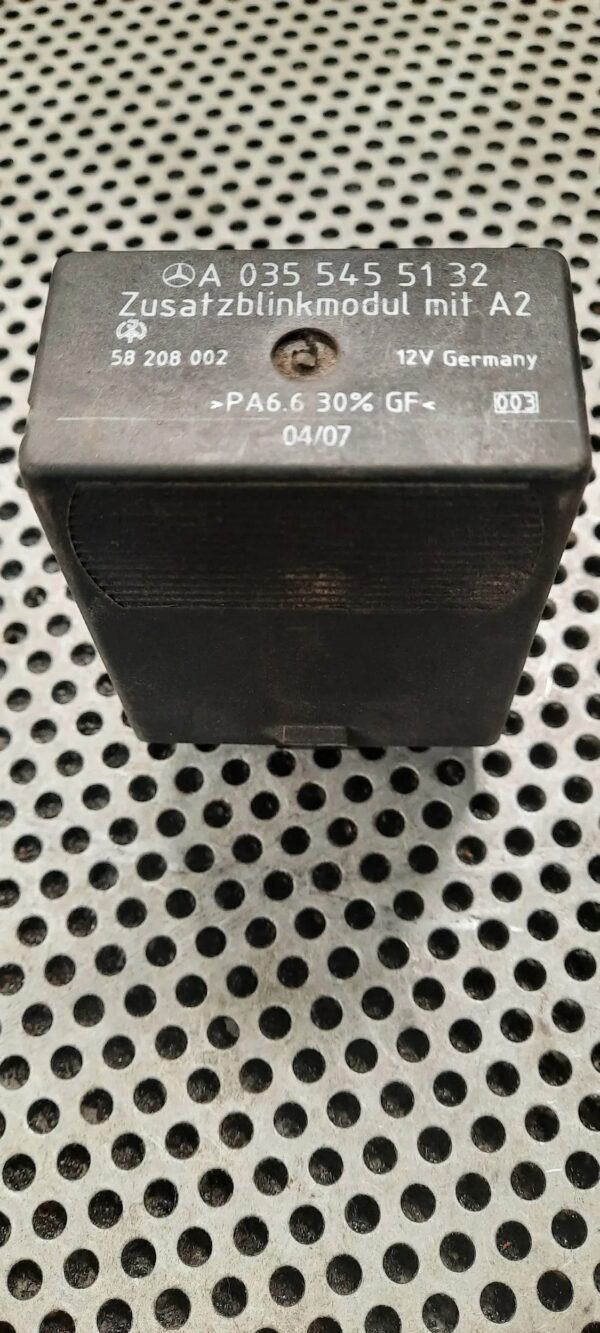 A 035 545 51 32
Zusatzblinkmodul mit A2
58 208 002 12V Germany
>PA6.6 30% GF< 003
04/07